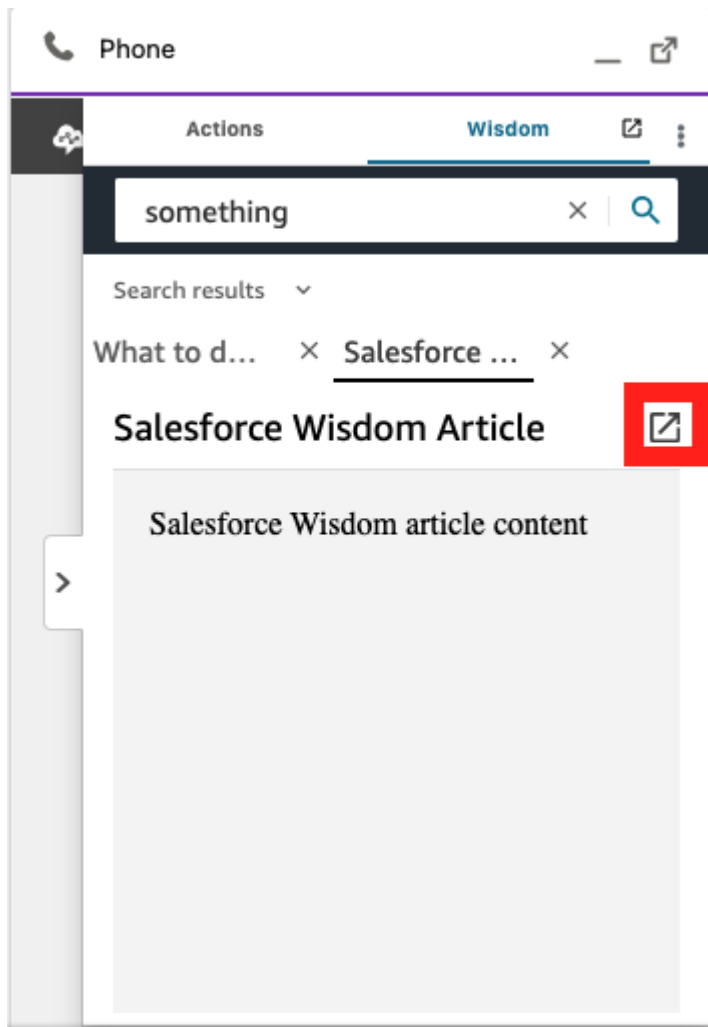 Phone
Actions Wisdom
something
Search results
What to d... Salesforce ...
Salesforce Wisdom Article
Salesforce Wisdom article content